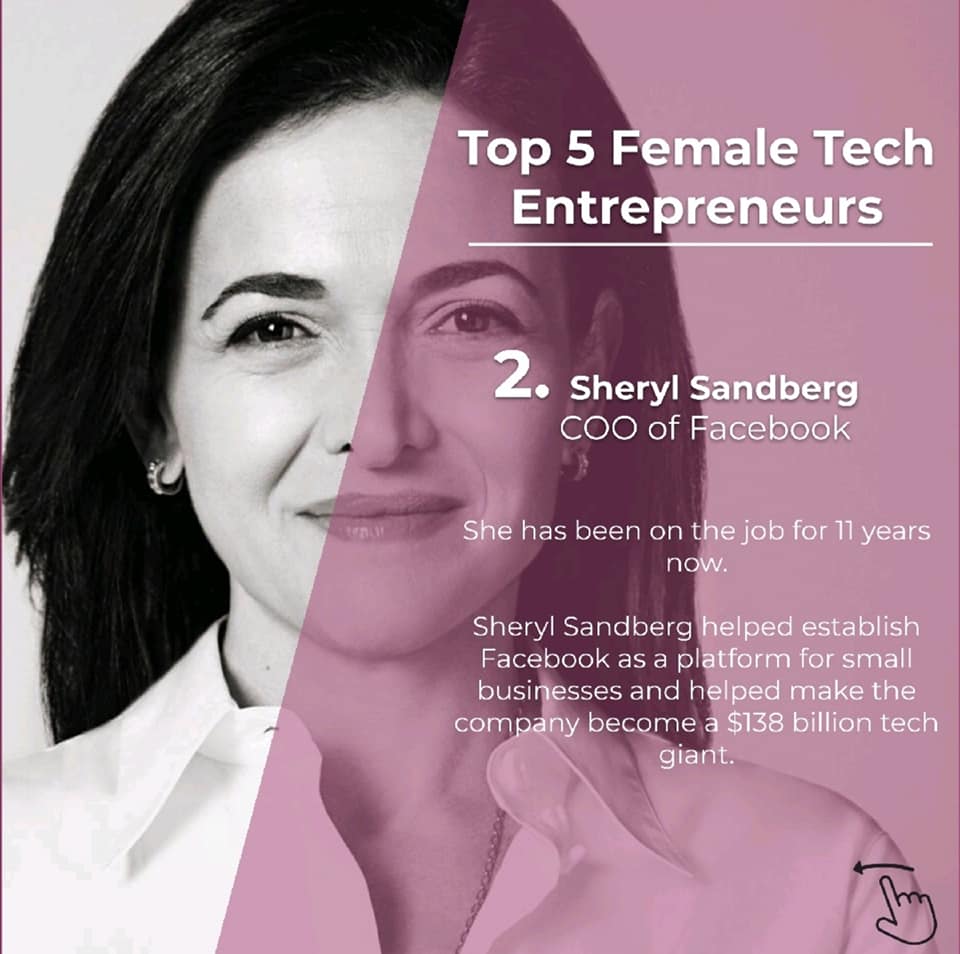 Top 5 Female Tech
Entrepreneurs
2. Sheryl Sandberg
COO of Facebook
She has been on the job for 11 years
now.
Sheryl Sandberg helped establish
Facebook as a platform for small
businesses and helped make the
company become a $138 billion tech
giant.